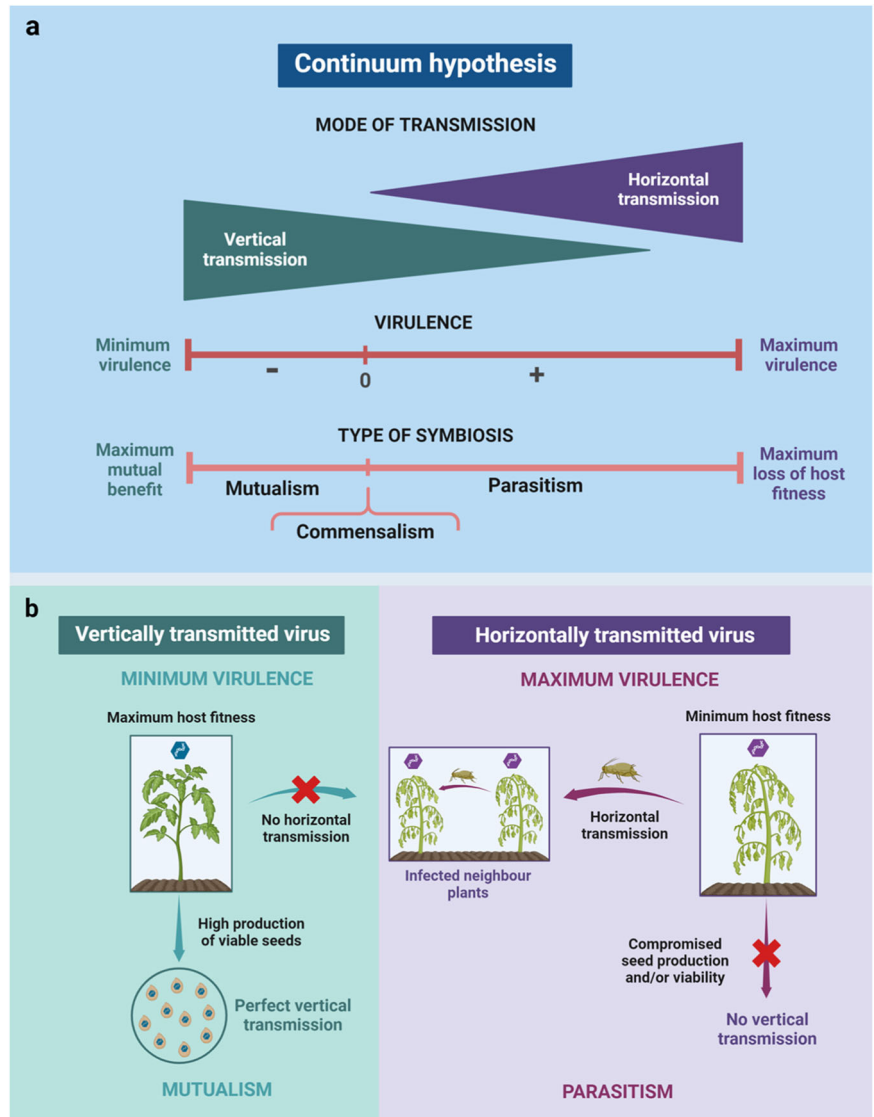 a
Continuum hypothesis
MODE OF TRANSMISSION
Horizontal
transmission
Vertical
transmission
VIRULENCE
Minimum
virulence
Maximum
virulence
-
0
+
TYPE OF SYMBIOSIS
Maximum
mutual
benefit
Maximum
loss of host
fitness
Mutualism
Parasitism
Commensalism
b
Vertically transmitted virus
MINIMUM VIRULENCE
Maximum host fitness
No horizontal
transmission
High production
of viable seeds
Perfect vertical
transmission
MUTUALISM
Horizontally transmitted virus
MAXIMUM VIRULENCE
Minimum host fitness
Horizontal
transmission
Infected neighbour
plants
Compromised
seed production
and/or viability
No vertical
transmission
PARASITISM